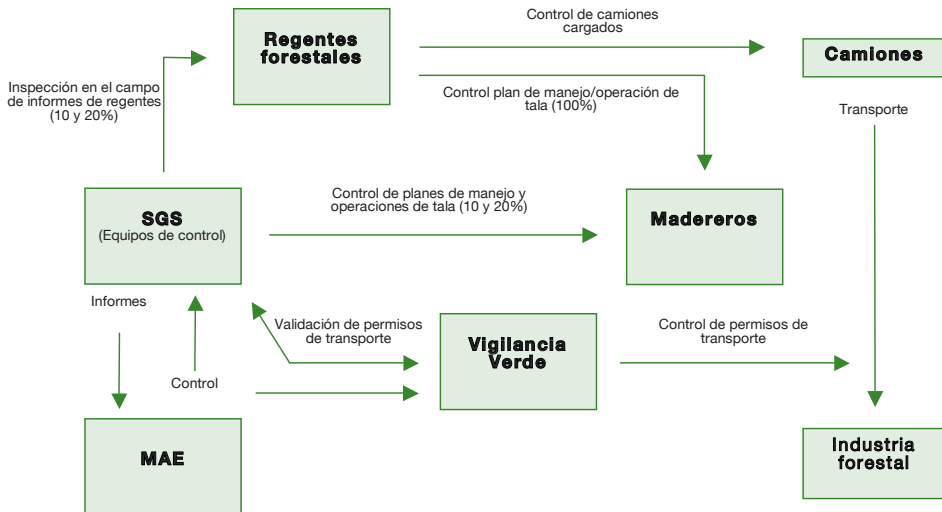 Control de camiones
cargados
Regentes
forestales
Camiones
Inspección en el campo
de informes de regentes
(10 y 20%)
Control plan de manejo/operación de
tala (100%)
Transporte
SGS
(Equipos de control)
Control de planes de manejo y
operaciones de tala (10 y 20%)
Madereros
Informes
Validación de permisos
de transporte
Vigilancia
Verde
Control de permisos de
transporte
Control
MAE
Industria
forestal